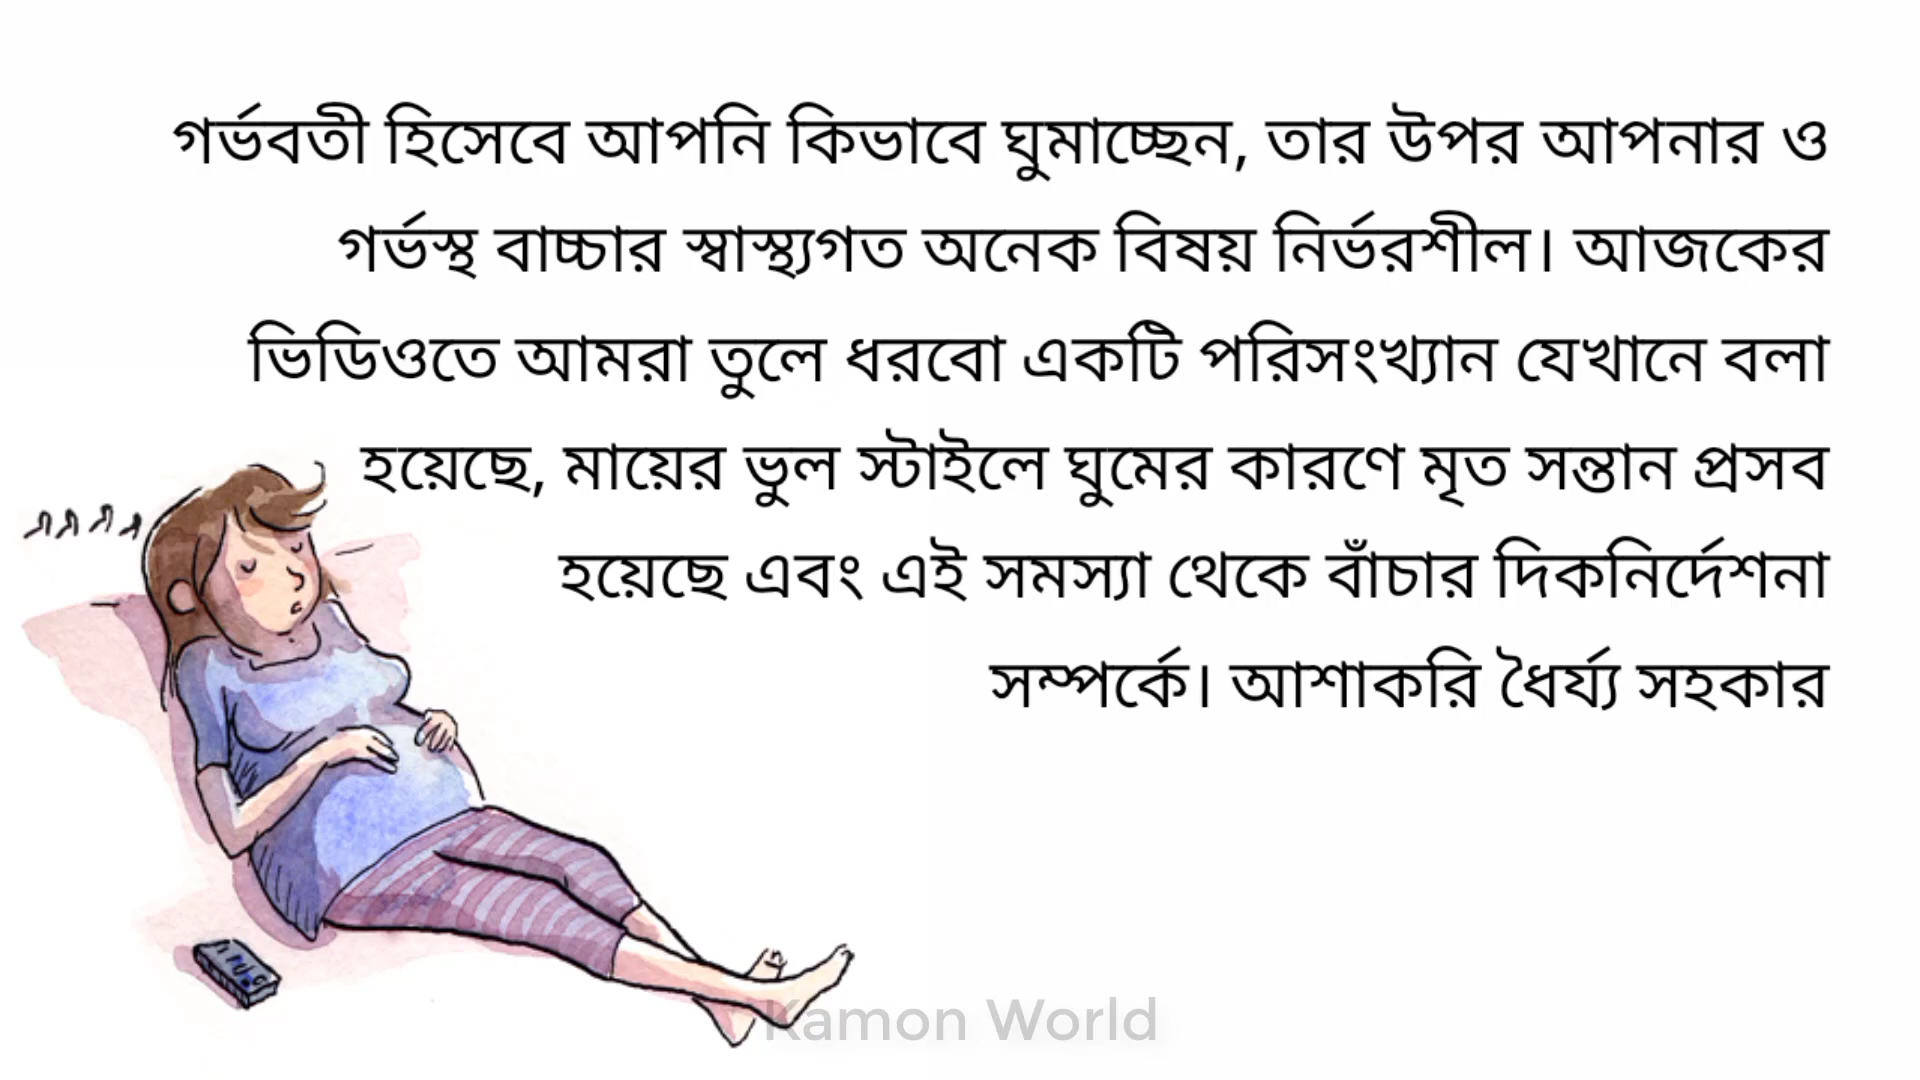 গর্ভবতী হিসেবে আপনি কিভাবে ঘুমাচ্ছেন, তার উপর আপনার ও
গর্ভস্থ বাচ্চার স্বাস্থ্যগত অনেক বিষয় নির্ভরশীল। আজকের
ভিডিওতে আমরা তুলে ধরবো একটি পরিসংখ্যান যেখানে বলা
হয়েছে, মায়ের ভুল স্টাইলে ঘুমের কারণে মৃত সন্তান প্রসব
হয়েছে এবং এই সমস্যা থেকে বাঁচার দিকনির্দেশনা
সম্পর্কে। আশাকরি ধৈর্য্য সহকার
Kamon World